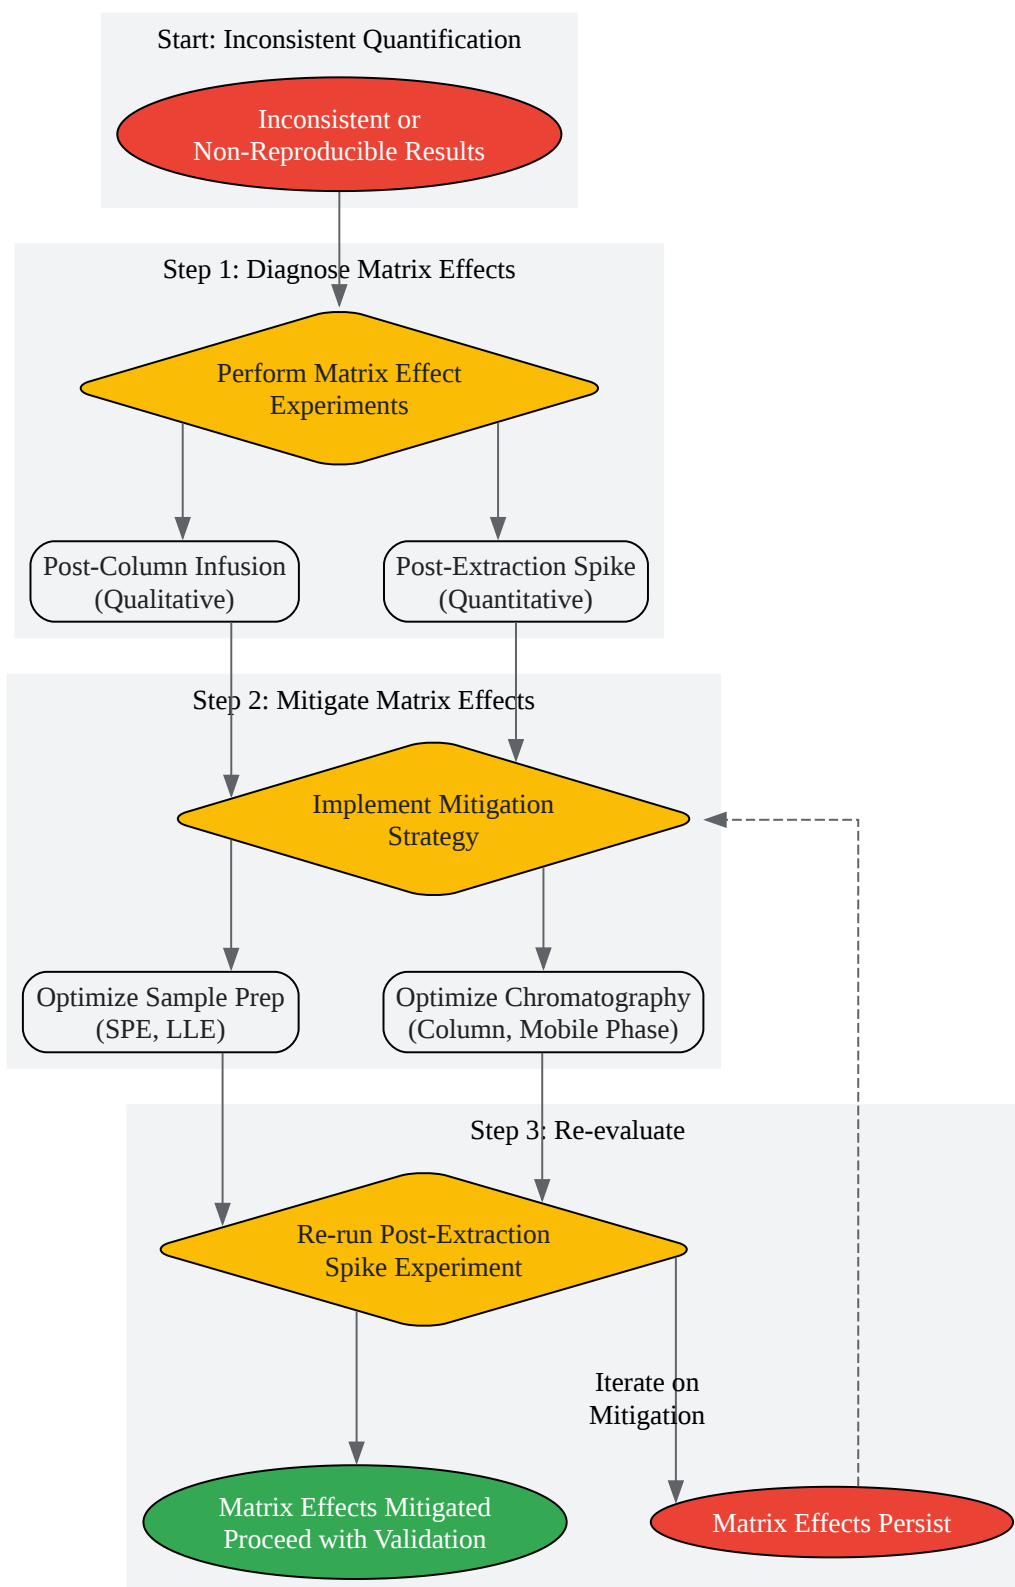 Start: Inconsistent Quantification
Inconsistent or
Non-Reproducible Results
Step 1: Diagnose Matrix Effects
Perform Matrix Effect
Experiments
Post-Column Infusion
(Qualitative)
Post-Extraction Spike
(Quantitative)
Step 2: Mitigate Matrix Effects
Implement Mitigation
Strategy
Optimize Sample Prep
(SPE, LLE)
Optimize Chromatography
(Column, Mobile Phase)
Step 3: Re-evaluate
Re-run Post-Extraction
Spike Experiment
Iterate on
Mitigation
Matrix Effects Mitigated
Proceed with Validation
Matrix Effects Persist